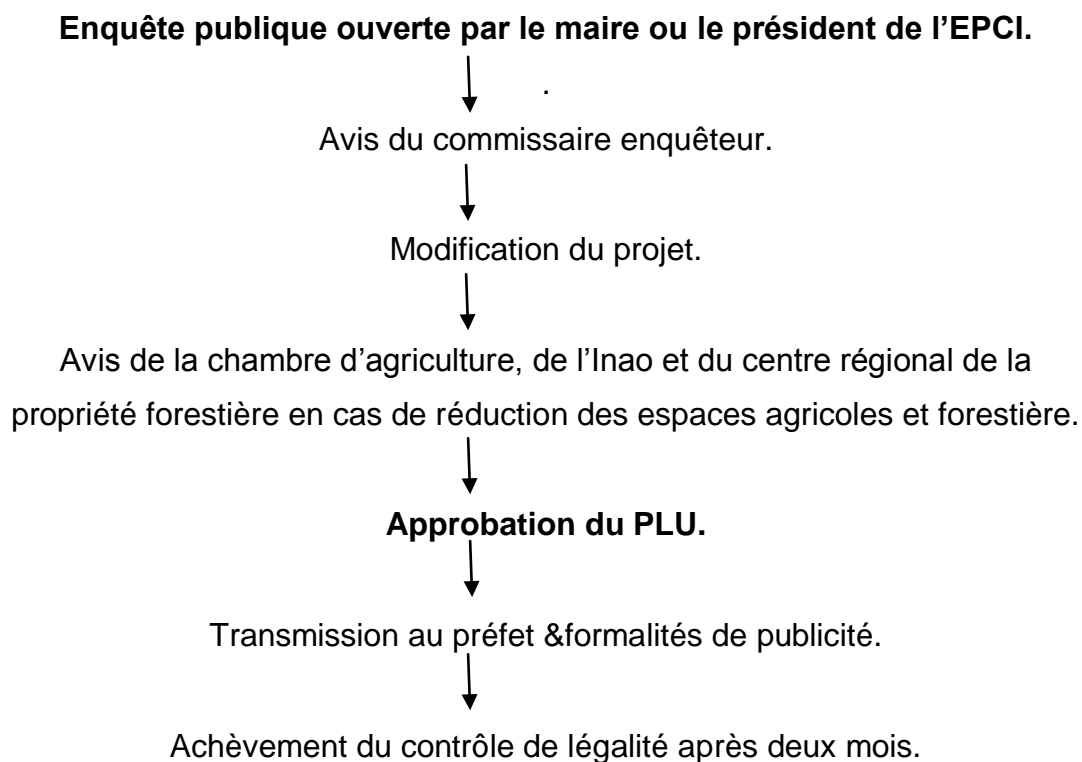 Enquête publique ouverte par le maire ou le président de l’EPCI.
.
Avis du commissaire enquêteur.
Modification du projet.
Avis de la chambre d’agriculture, de l’Inao et du centre régional de la
propriété forestière en cas de réduction des espaces agricoles et forestière.
Approbation du PLU.
Transmission au préfet &formalités de publicité.
Achèvement du contrôle de légalité après deux mois.